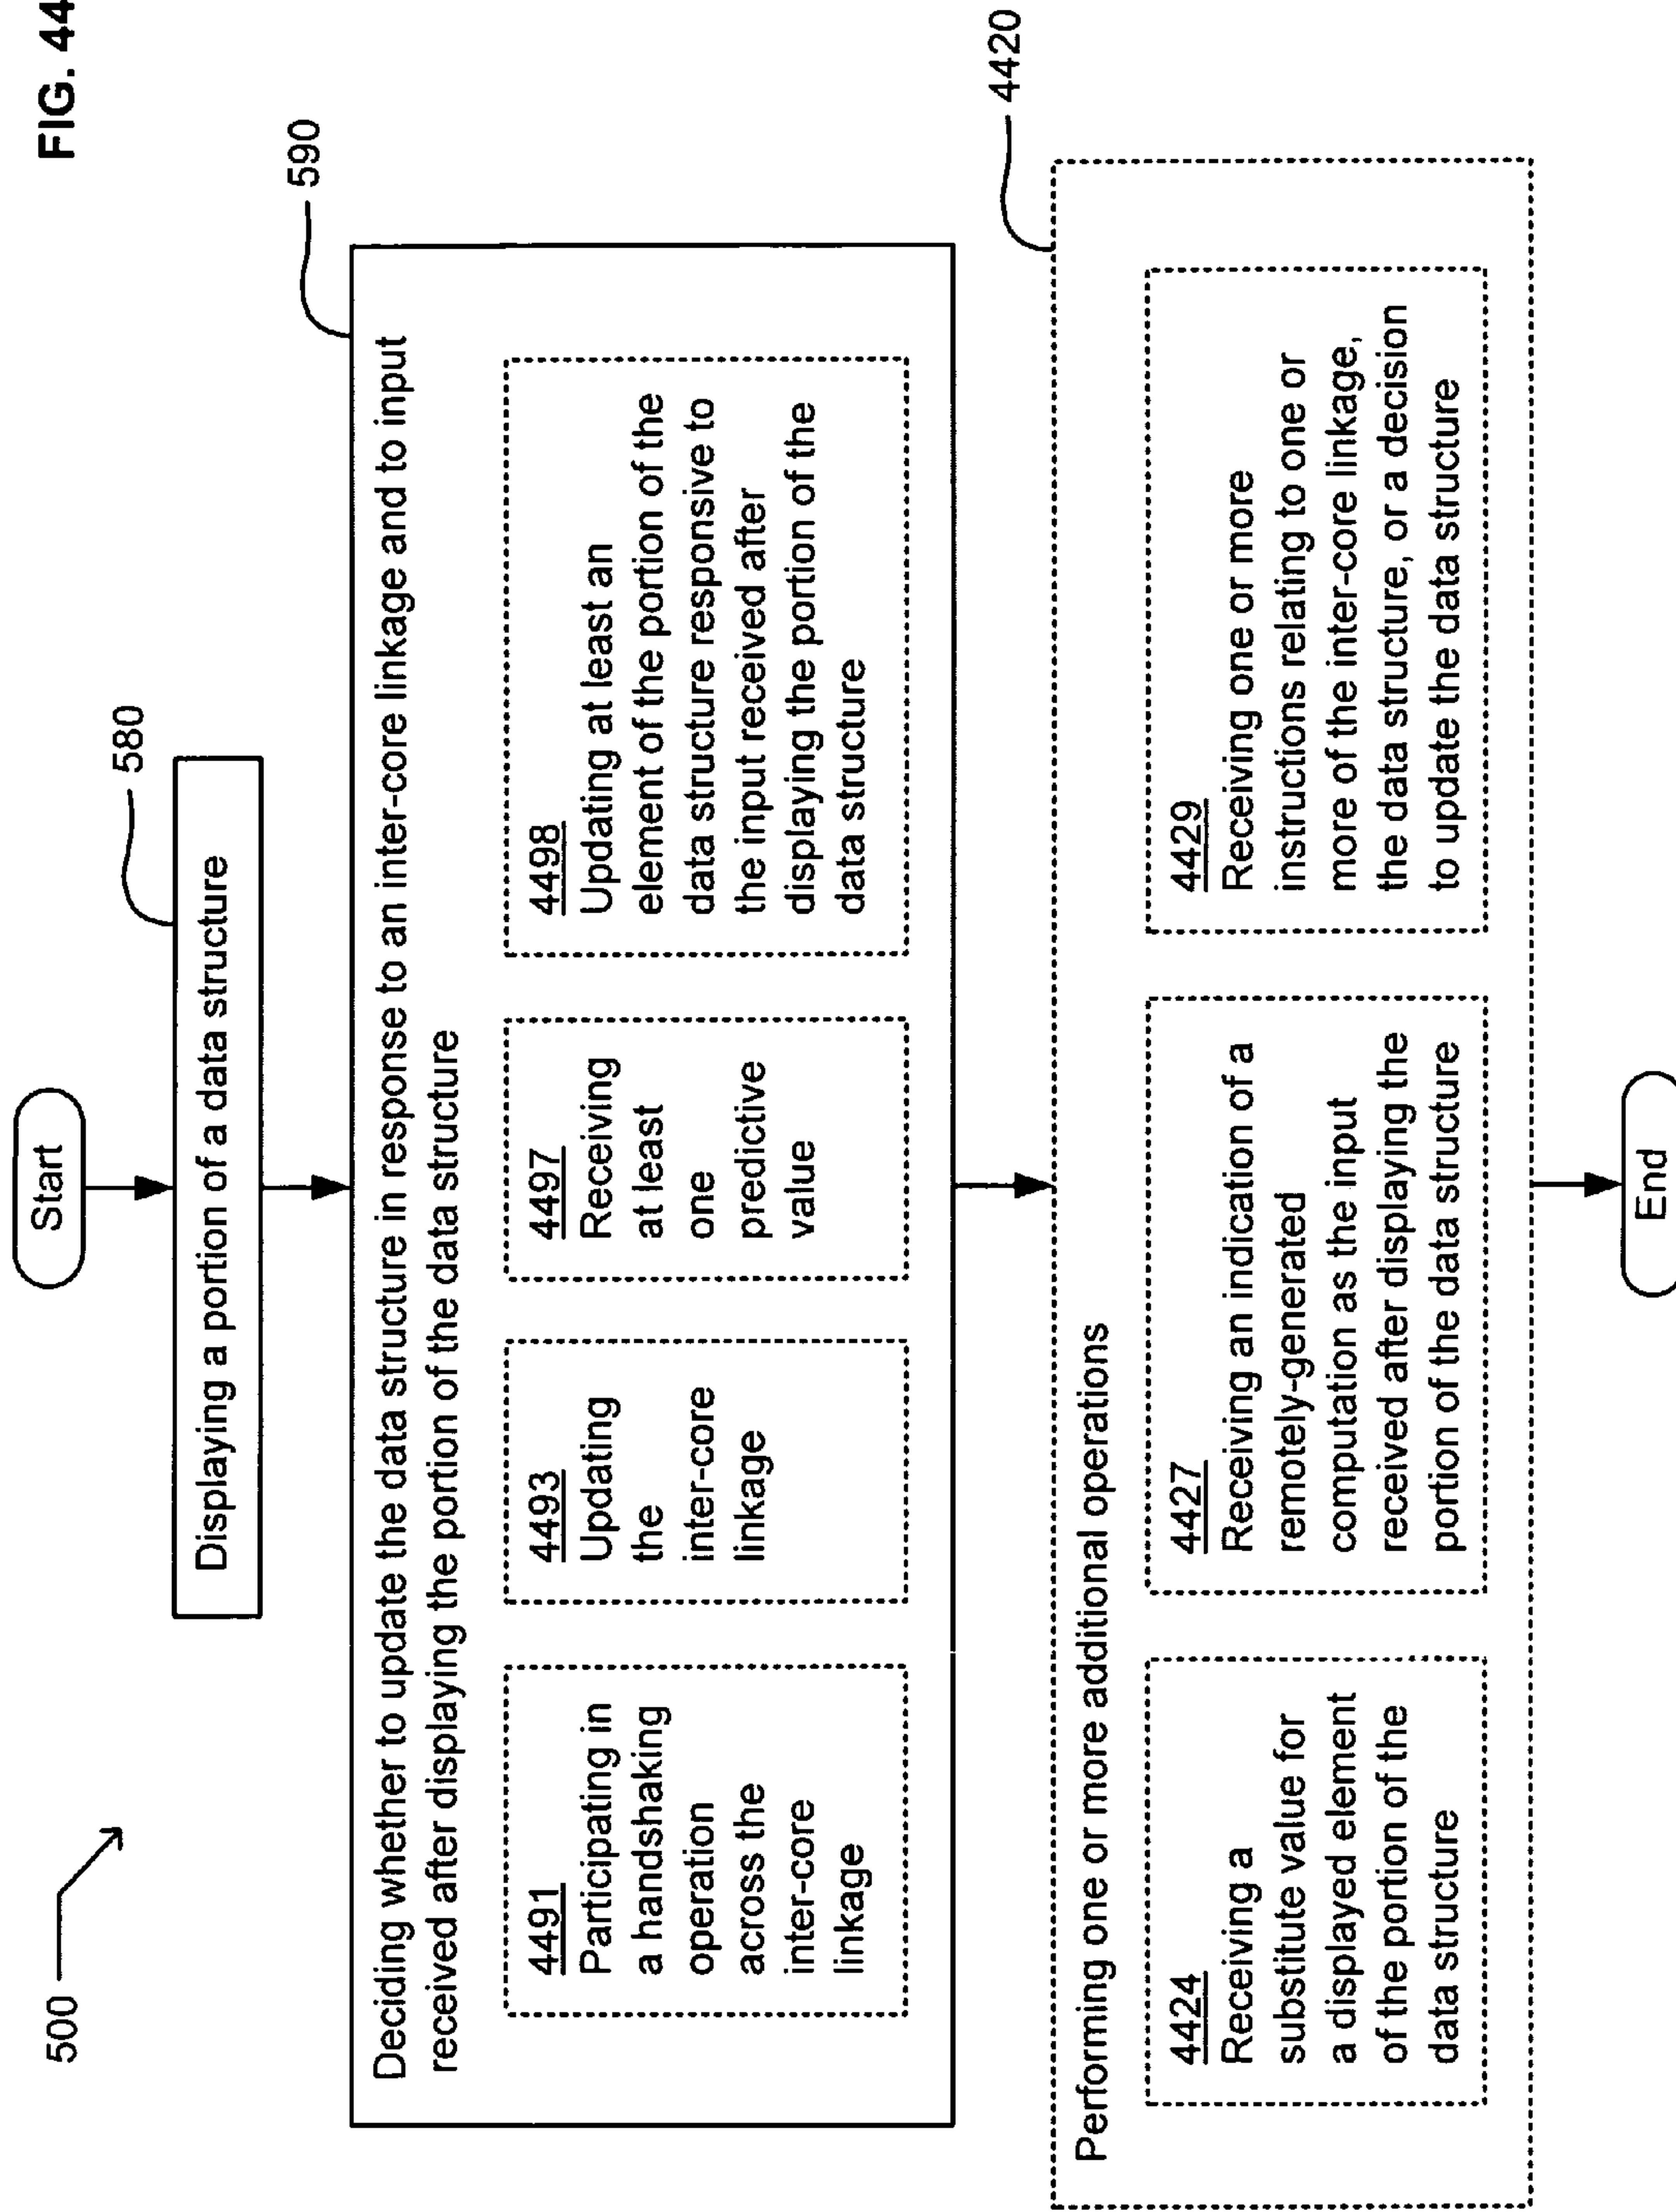 FIG. 44
500
Start
580
Displaying a portion of a data structure
590
Deciding whether to update the data structure in response to an inter-core linkage and to input
received after displaying the portion of the data structure
4491
Participating in
a handshaking
operation
across the
inter-core
linkage
4493
Updating
the
inter-core
linkage
4497
Receiving
at least
one
predictive
value
4498
Updating at least an
element of the portion of the
data structure responsive to
the input received after
displaying the portion of the
data structure
4420
Performing one or more additional operations
4424
Receiving a
substitute value for
a displayed element
of the portion of the
data structure
4427
Receiving an indication of a
remotely-generated
computation as the input
received after displaying the
portion of the data structure
4429
Receiving one or more
instructions relating to one or
more of the inter-core linkage,
the data structure, or a decision
to update the data structure
End